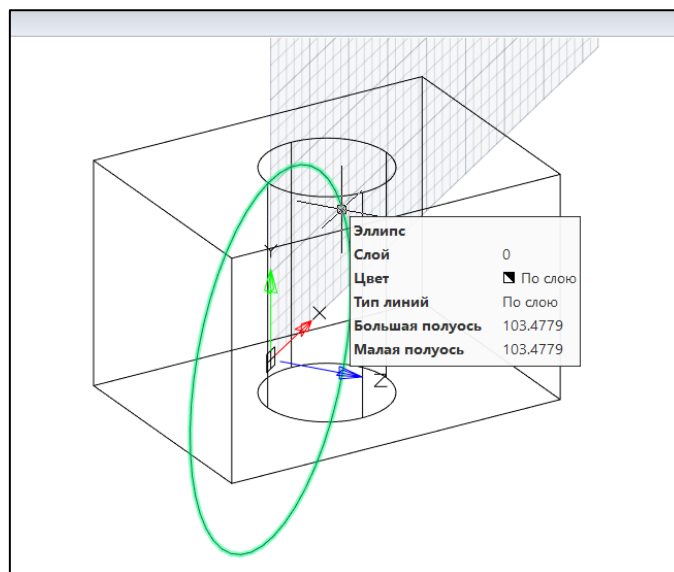 Y
X
Z
Эллипс
Слой 0
Цвет По слою
Тип линий По слою
Большая полуось 103.4779
Малая полуось 103.4779